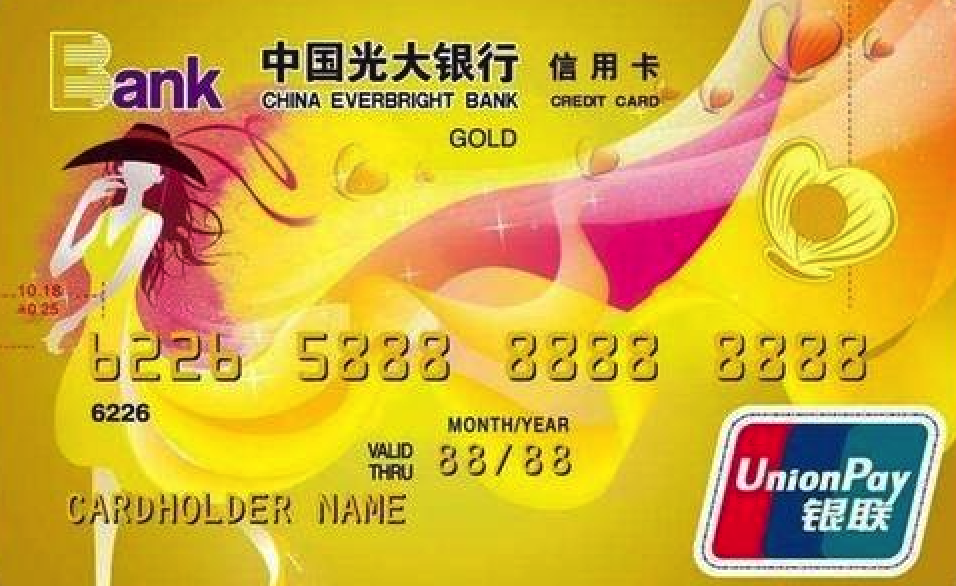 Bank
中国光大银行 信用卡
CHINA EVERBRIGHT BANK CREDIT CARD
GOLD
10.18
±0.25
6226 5888 8888 8888
6226
MONTH/YEAR
VALID THRU 88/88
CARDHOLDER NAME
UnionPay
银联